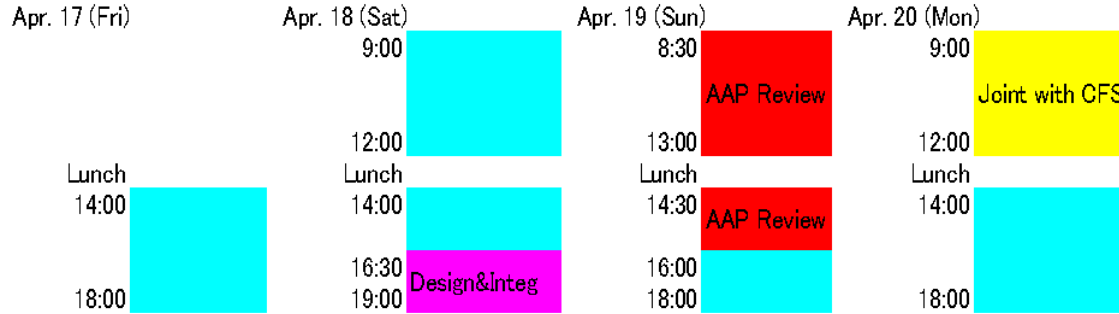 Apr. 17 (Fri)
Apr. 18 (Sat)
Apr. 19 (Sun)
Apr. 20 (Mon)
9:00
8:30
9:00
AAP Review
Joint with CFS
12:00
13:00
12:00
Lunch
Lunch
Lunch
Lunch
14:00
14:00
14:30
14:00
AAP Review
16:30
16:00
Design&Integ
18:00
19:00
18:00
18:00